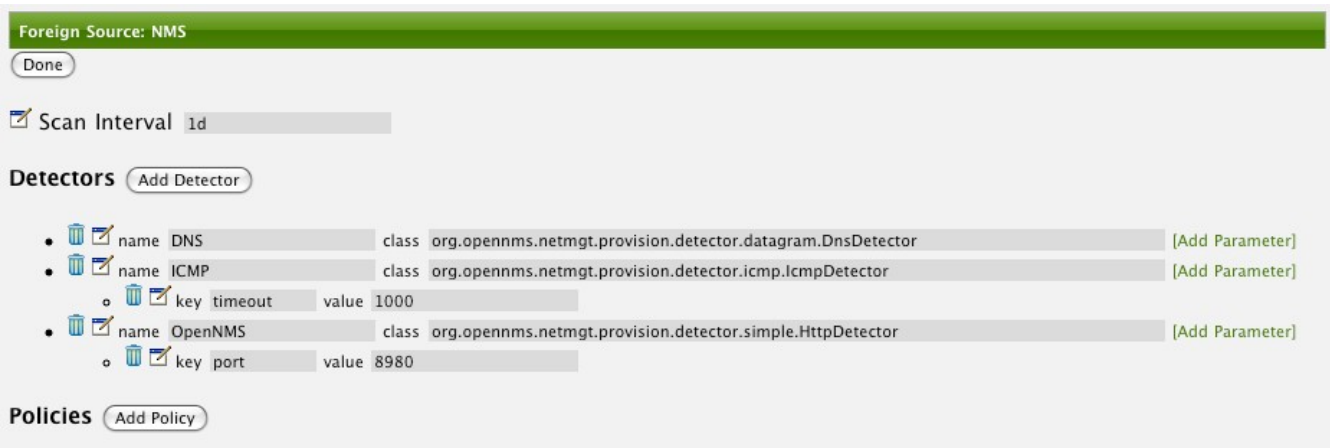 Foreign Source: NMS
Done
Scan Interval 1d
Detectors Add Detector
name DNS class org.opennms.netmgt.provision.detector.datagram.DnsDetector [Add Parameter]
name ICMP class org.opennms.netmgt.provision.detector.icmp.IcmpDetector [Add Parameter]
key timeout value 1000
name OpenNMS class org.opennms.netmgt.provision.detector.simple.HttpDetector [Add Parameter]
key port value 8980
Policies Add Policy